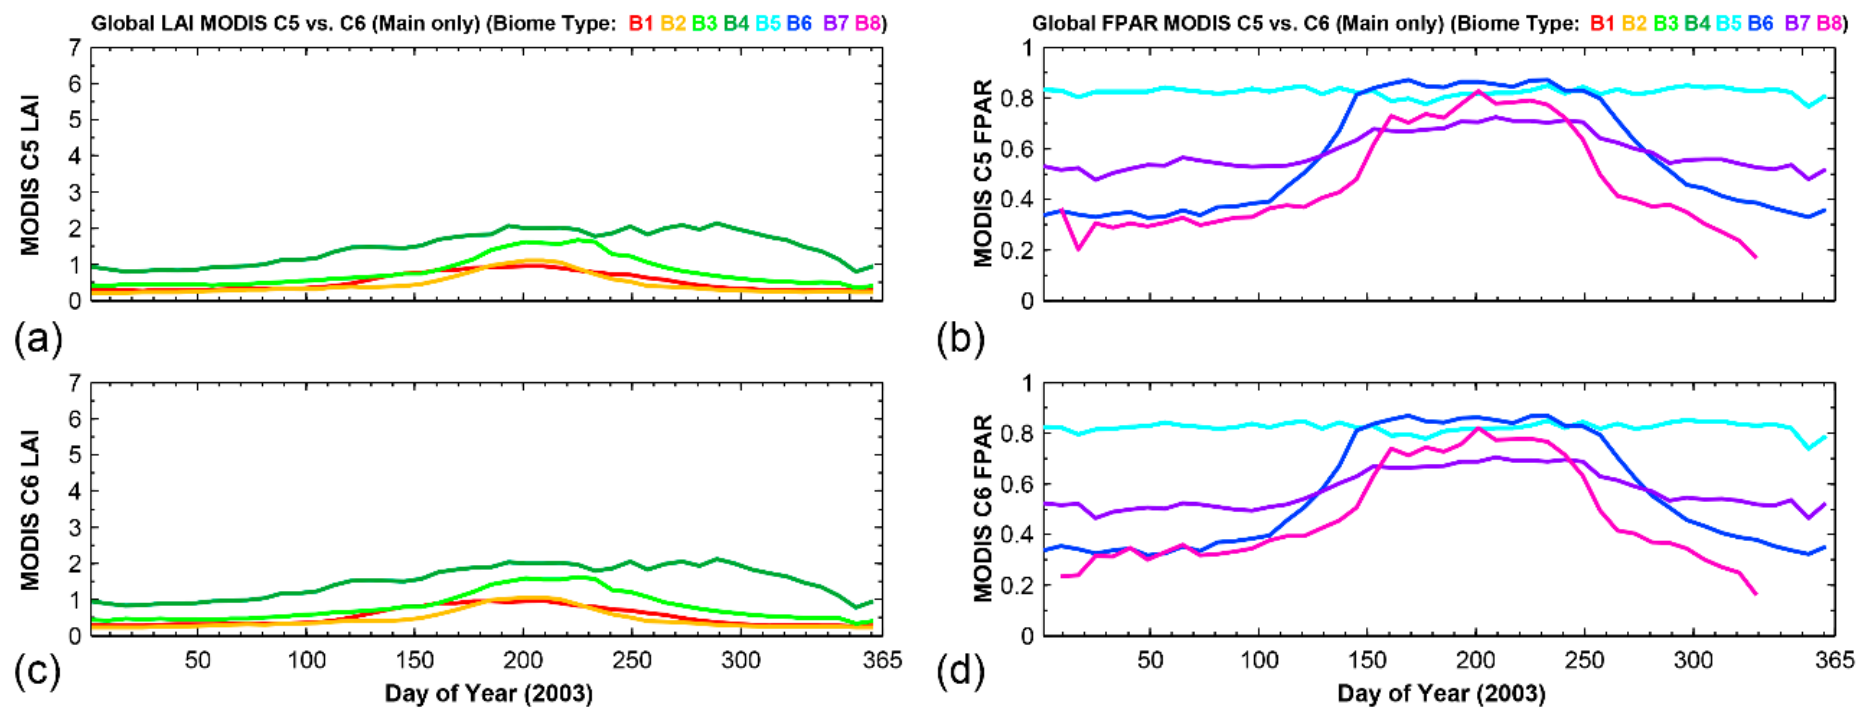 Global LAI MODIS C5 vs. C6 (Main only) (Biome Type: B1 B2 B3 B4 B5 B6 B7 B8)
7
6
5
4
3
2
1
0
MODIS C5 LAI
(a)
Global FPAR MODIS C5 vs. C6 (Main only) (Biome Type: B1 B2 B3 B4 B5 B6 B7 B8)
1
0.8
0.6
0.4
0.2
0
MODIS C5 FPAR
(b)
7
6
5
4
3
2
1
0
MODIS C6 LAI
50 100 150 200 250 300 365
Day of Year (2003)
(c)
1
0.8
0.6
0.4
0.2
0
MODIS C6 FPAR
50 100 150 200 250 300 365
Day of Year (2003)
(d)